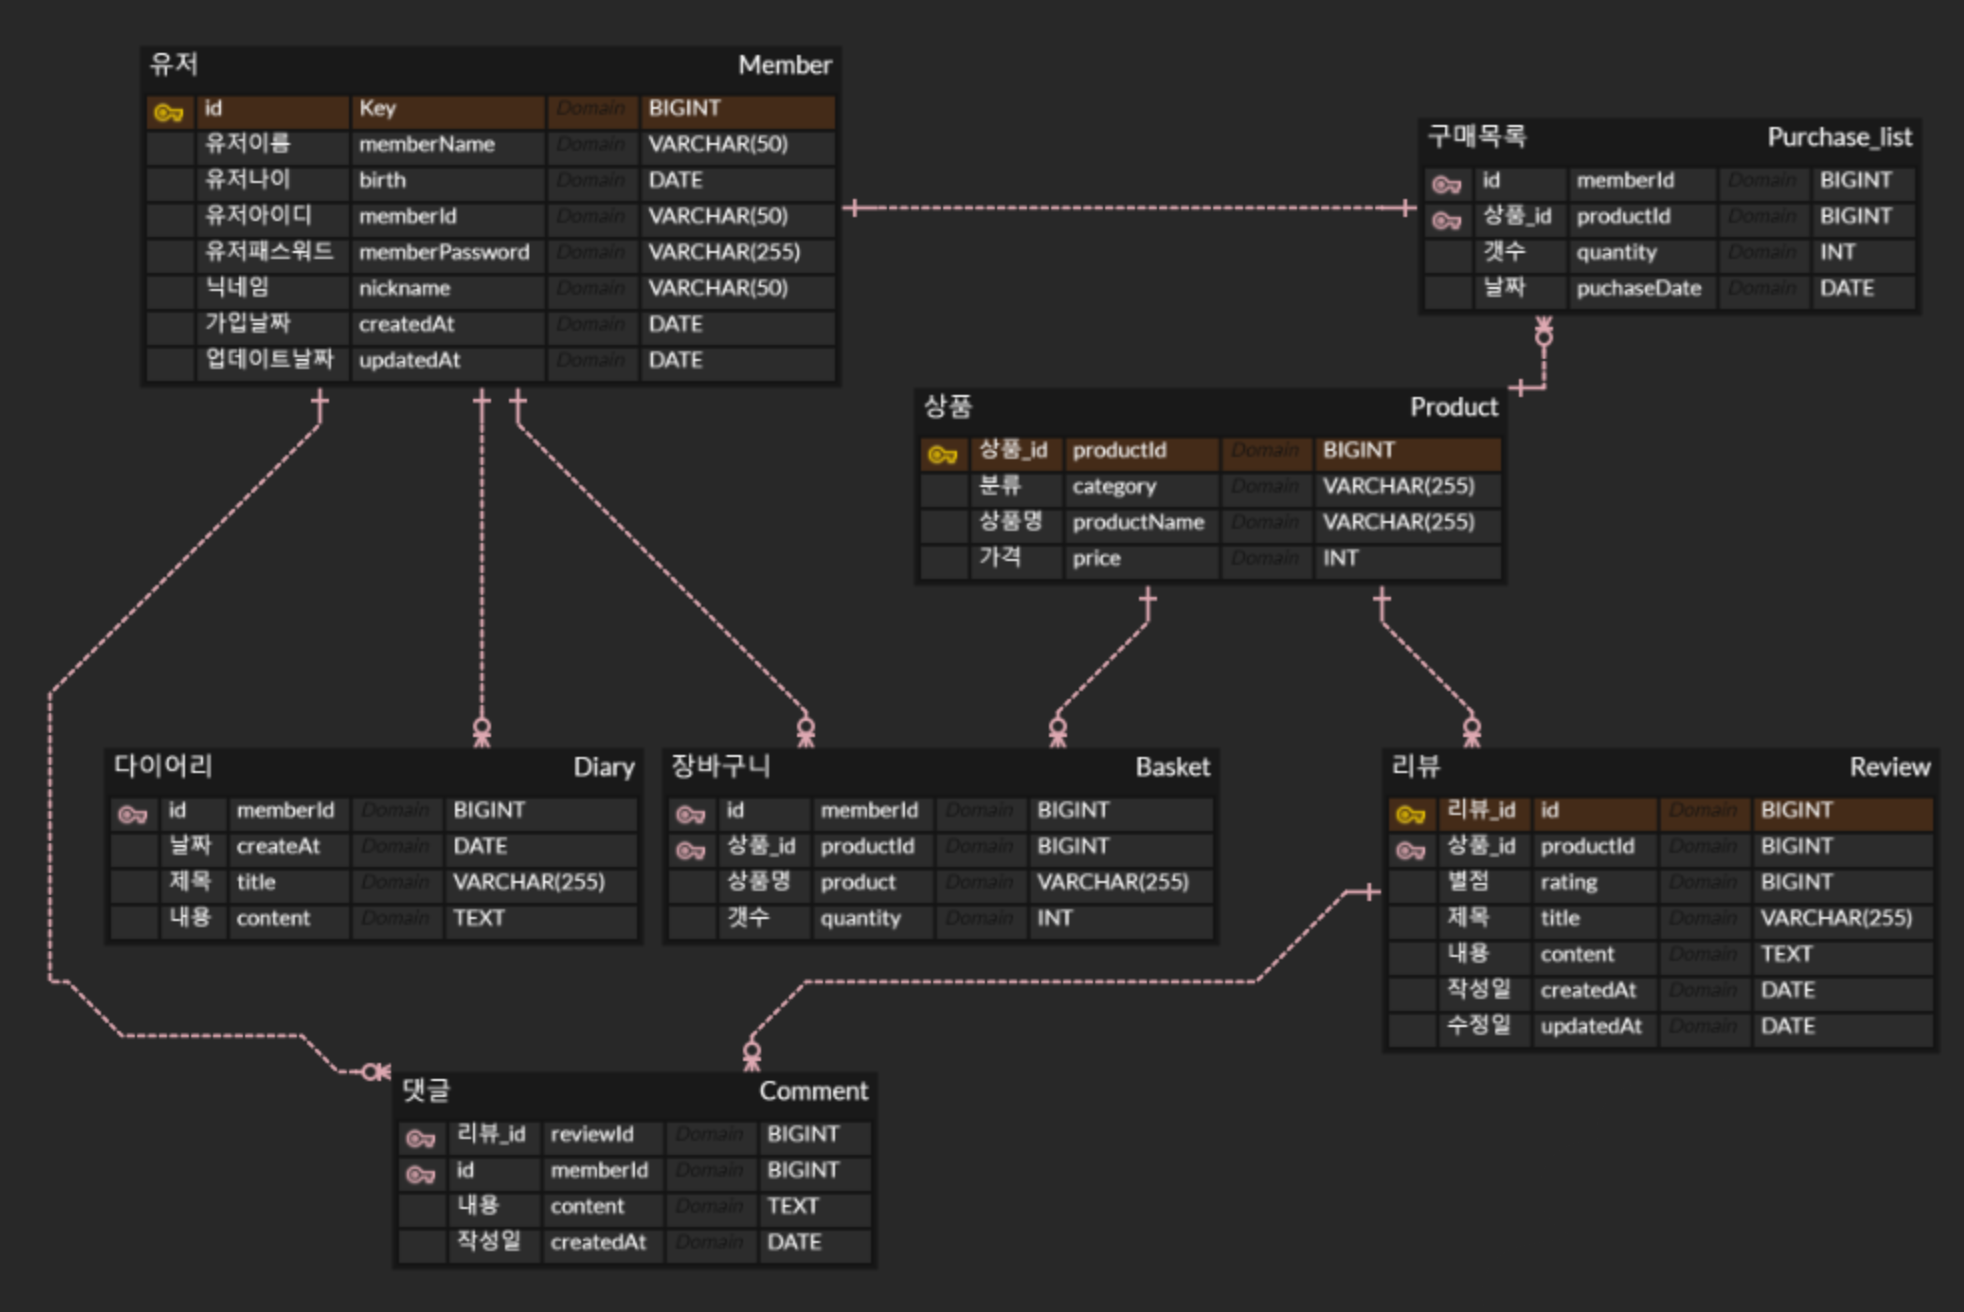 유저 Member
id Key Domain BIGINT
유저이름 memberName Domain VARCHAR(50)
유저나이 birth Domain DATE
유저아이디 memberId Domain VARCHAR(50)
유저패스워드 memberPassword Domain VARCHAR(255)
닉네임 nickname Domain VARCHAR(50)
가입날짜 createdAt Domain DATE
업데이트날짜 updatedAt Domain DATE
구매목록 Purchase_list
id memberId Domain BIGINT
상품_id productId Domain BIGINT
갯수 quantity Domain INT
날짜 puchaseDate Domain DATE
상품 Product
상품_id productId Domain BIGINT
분류 category Domain VARCHAR(255)
상품명 productName Domain VARCHAR(255)
가격 price Domain INT
다이어리 Diary
id memberId Domain BIGINT
날짜 createAt Domain DATE
제목 title Domain VARCHAR(255)
내용 content Domain TEXT
장바구니 Basket
id memberId Domain BIGINT
상품_id productId Domain BIGINT
상품명 product Domain VARCHAR(255)
갯수 quantity Domain INT
리뷰 Review
리뷰_id id Domain BIGINT
상품_id productId Domain BIGINT
별점 rating Domain BIGINT
제목 title Domain VARCHAR(255)
내용 content Domain TEXT
작성일 createdAt Domain DATE
수정일 updatedAt Domain DATE
댓글 Comment
리뷰_id reviewId Domain BIGINT
id memberId Domain BIGINT
내용 content Domain TEXT
작성일 createdAt Domain DATE